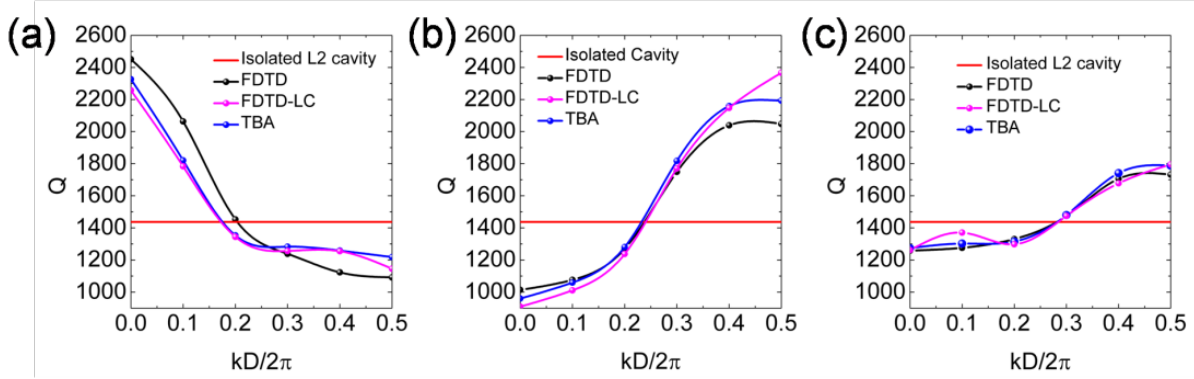 (a)
2600
2400
2200
2000
1800
1600
1400
1200
1000
Q
Isolated L2 cavity
FDTD
FDTD-LC
TBA
0.0 0.1 0.2 0.3 0.4 0.5
kD/2π
(b)
2600
2400
2200
2000
1800
1600
1400
1200
1000
Q
Isolated Cavity
FDTD
FDTD-LC
TBA
0.0 0.1 0.2 0.3 0.4 0.5
kD/2π
(c)
2600
2400
2200
2000
1800
1600
1400
1200
1000
Q
Isolated L2 cavity
FDTD
FDTD-LC
TBA
0.0 0.1 0.2 0.3 0.4 0.5
kD/2π